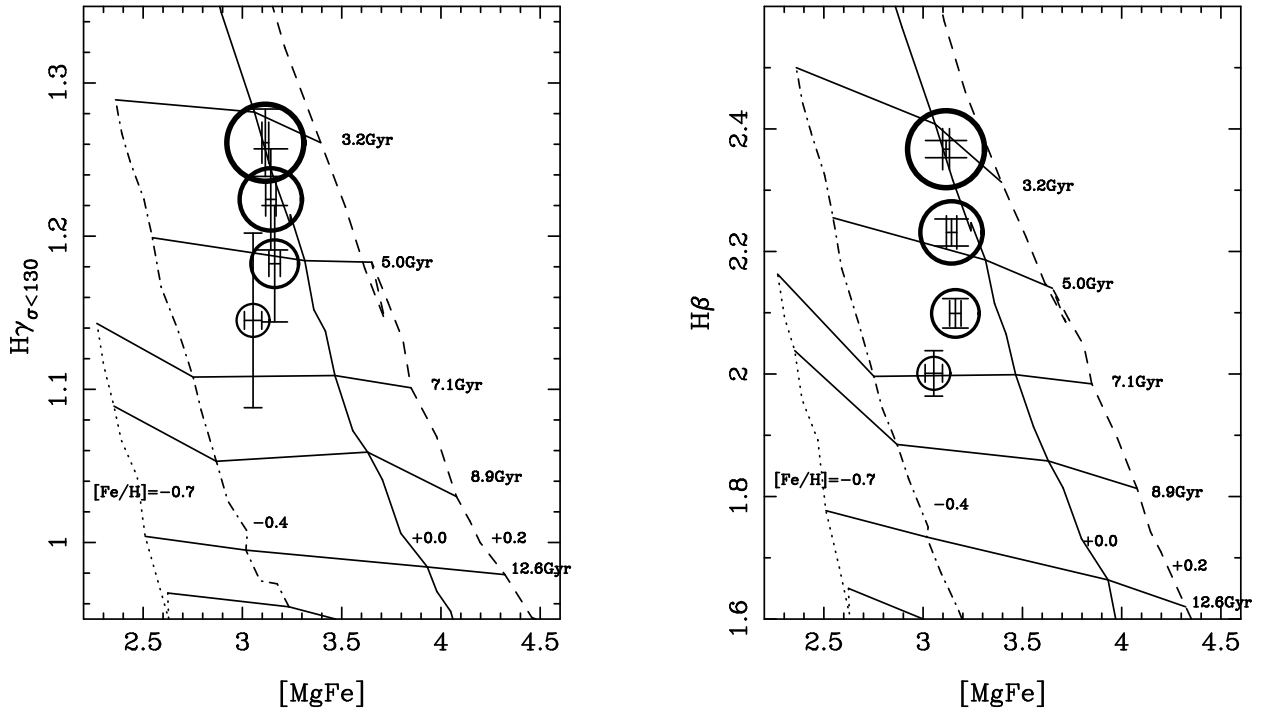 Hγσ<130
1.3
1.2
1.1
1
3.2Gyr
5.0Gyr
7.1Gyr
8.9Gyr
[Fe/H]=−0.7
−0.4
+0.0
+0.2
12.6Gyr
2.5 3 3.5 4 4.5
[MgFe]
Hβ
2.4
2.2
2
1.8
1.6
3.2Gyr
5.0Gyr
7.1Gyr
[Fe/H]=−0.7
8.9Gyr
−0.4
+0.0
+0.2
12.6Gyr
2.5 3 3.5 4 4.5
[MgFe]